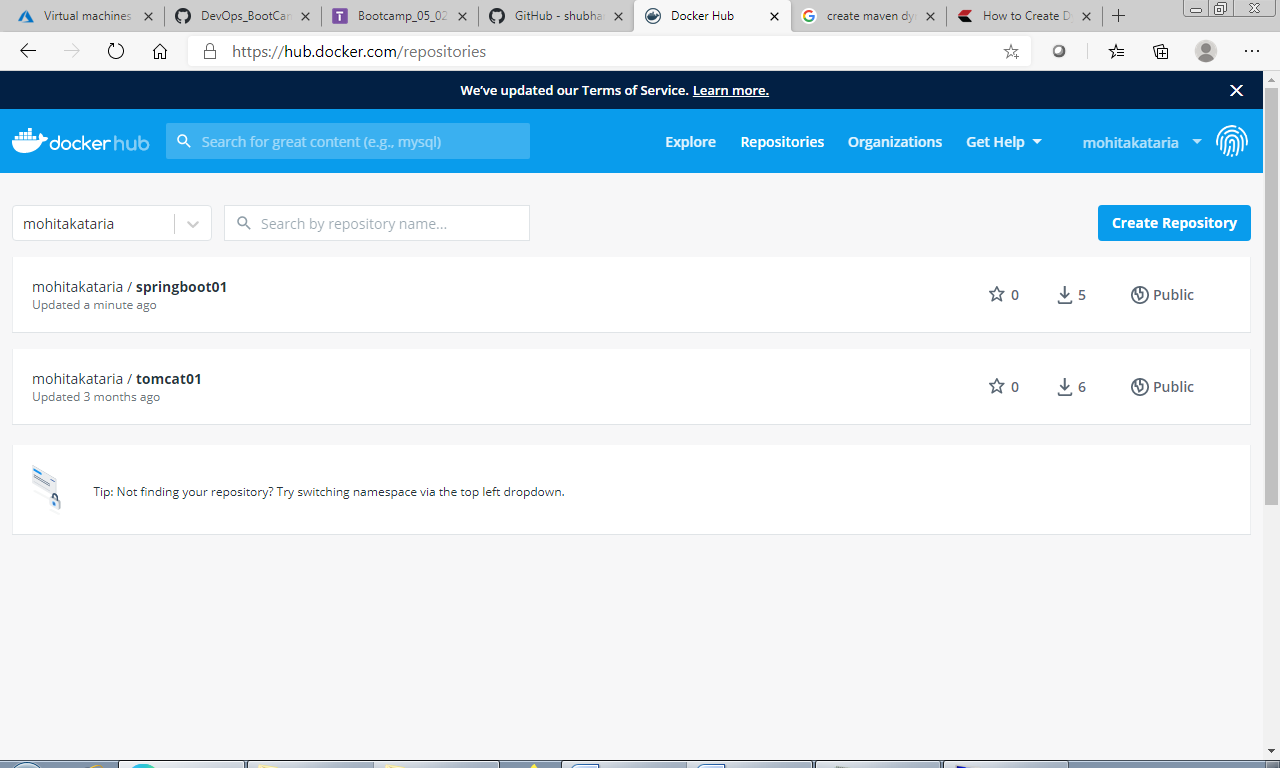 Virtual machines
DevOps_BootCa
Bootcamp_05_02
GitHub - shubha
Docker Hub
create maven dy
How to Create D
https://hub.docker.com/repositories
We've updated our Terms of Service. Learn more.
docker hub
Search for great content (e.g., mysql)
Explore
Repositories
Organizations
Get Help
mohitakataria
mohitakataria
Search by repository name...
Create Repository
mohitakataria / springboot01
Updated a minute ago
0
5
Public
mohitakataria / tomcat01
Updated 3 months ago
0
6
Public
Tip: Not finding your repository? Try switching namespace via the top left dropdown.